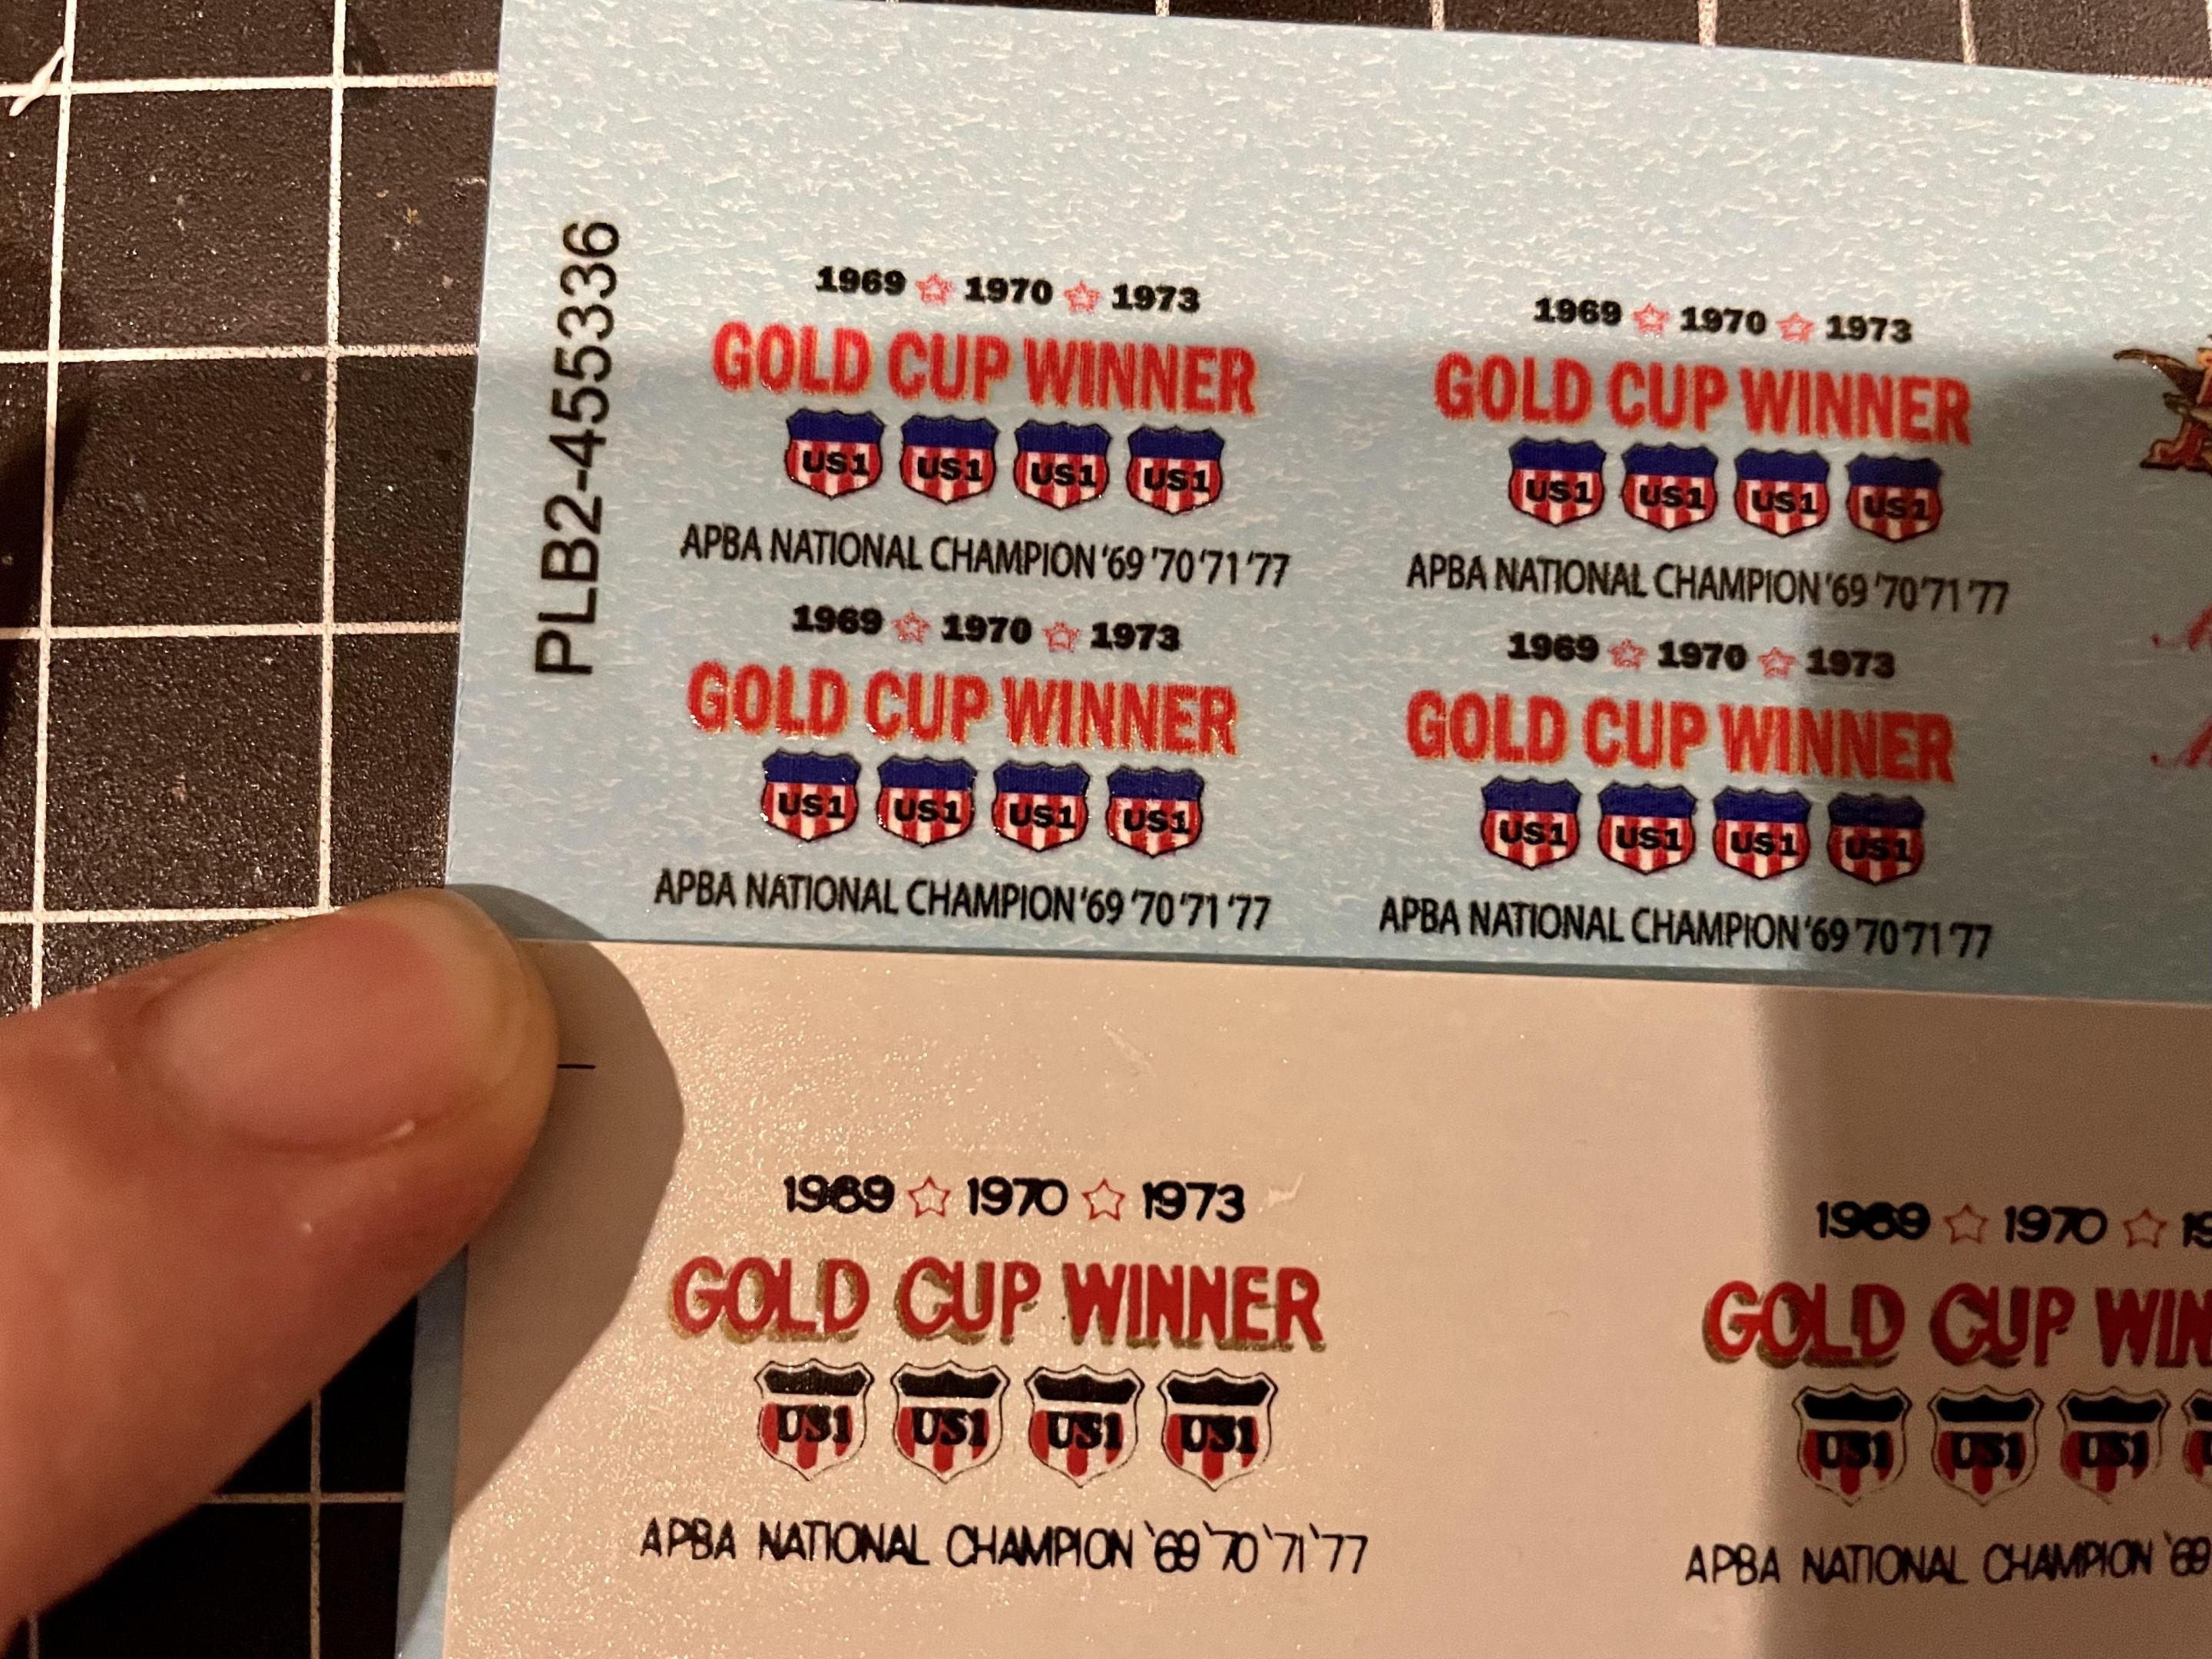 PLB2-455336
1969 ☆ 1970 ☆ 1973
GOLD CUP WINNER
US1 US1 US1 US1
APBA NATIONAL CHAMPION '69 '70 '71 '77
1969 ☆ 1970 ☆ 1973
GOLD CUP WINNER
US1 US1 US1 US1
APBA NATIONAL CHAMPION '69 '70 '71 '77
1969 ☆ 1970 ☆ 1973
GOLD CUP WINNER
US1 US1 US1 US1
APBA NATIONAL CHAMPION '69 '70 '71 '77
1969 ☆ 1970 ☆ 1973
GOLD CUP WINNER
US1 US1 US1 US1
APBA NATIONAL CHAMPION '69 '70 '71 '77
1969 ☆ 1970 ☆ 1973
GOLD CUP WINNER
US1 US1 US1 US1
APBA NATIONAL CHAMPION '69 '70 '71 '77
1969 ☆ 1970 ☆
GOLD CUP
US1 US1 US1
APBA NATIONAL CHAMPION '69